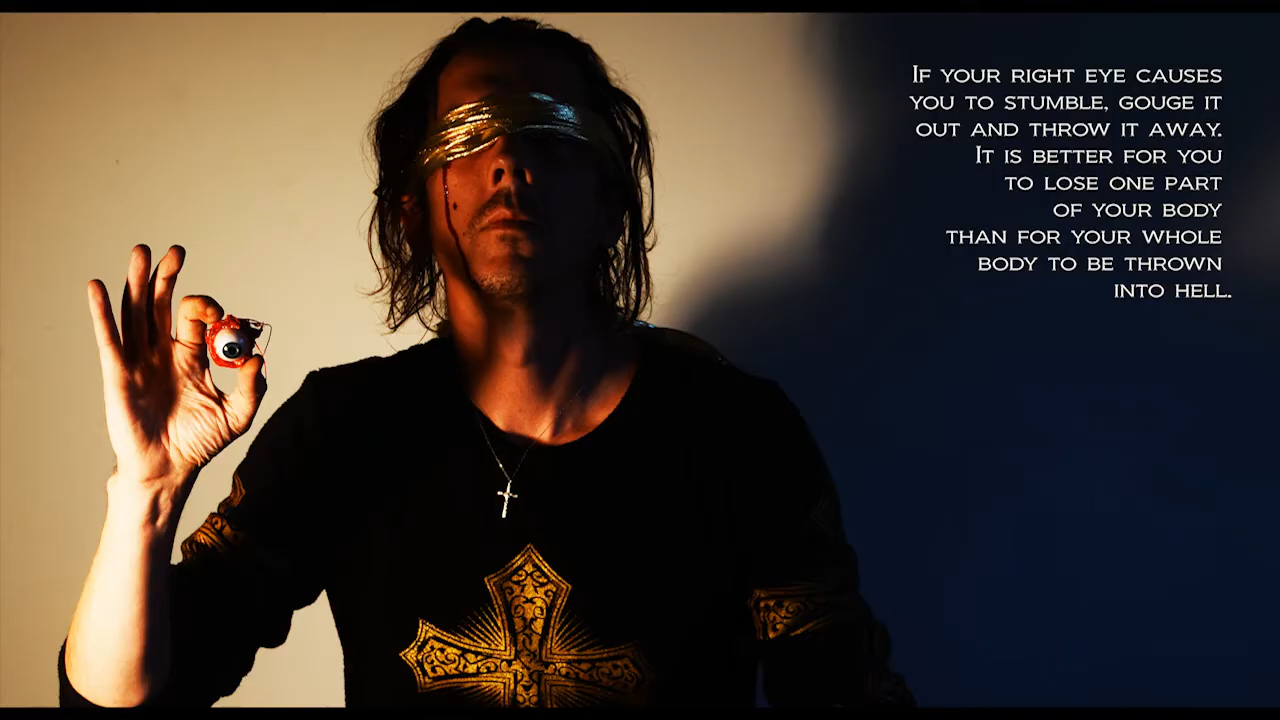 If your right eye causes
you to stumble, gouge it
out and throw it away.
It is better for you
to lose one part
of your body
than for your whole
body to be thrown
into hell.